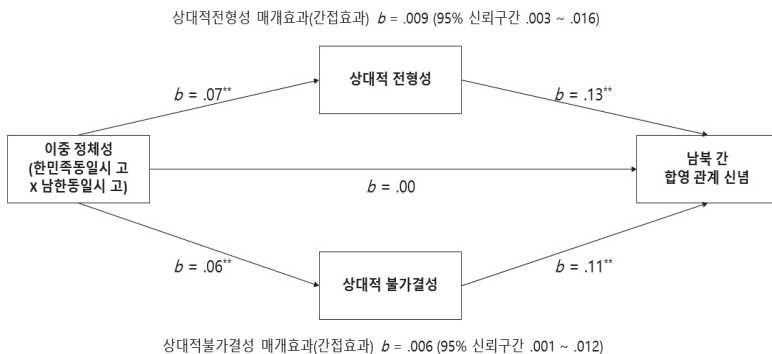 상대적전형성 매개효과(간접효과) b = .009 (95% 신뢰구간 .003 ~ .016)
상대적 전형성
b = .07**
b = .13**
이중 정체성
(한민족동일시 고
x 남한동일시 고)
남북 간
합영 관계 신념
b = .00
b = .06**
상대적 불가결성
b = .11**
상대적불가결성 매개효과(간접효과) b = .006 (95% 신뢰구간 .001 ~ .012)